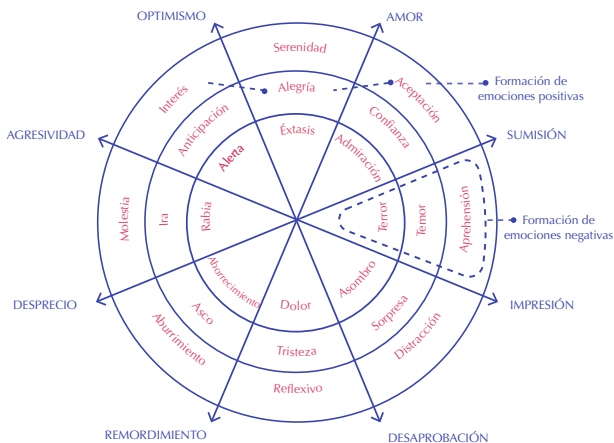 OPTIMISMO
AMOR
Serenidad
Interés
Alegría
Aceptación
Formación de
emociones positivas
Anticipación
Confianza
Éxtasis
AGRESIVIDAD
SUMISIÓN
Alerta
Admiración
Molestia
Ira
Rabia
Terror
Temor
Aprehensión
Formación de
emociones negativas
Aborrecimiento
Asombro
DESPRECIO
IMPRESIÓN
Asco
Dolor
Sorpresa
Aburrimiento
Tristeza
Distracción
Reflexivo
REMORDIMIENTO
DESAPROBACIÓN